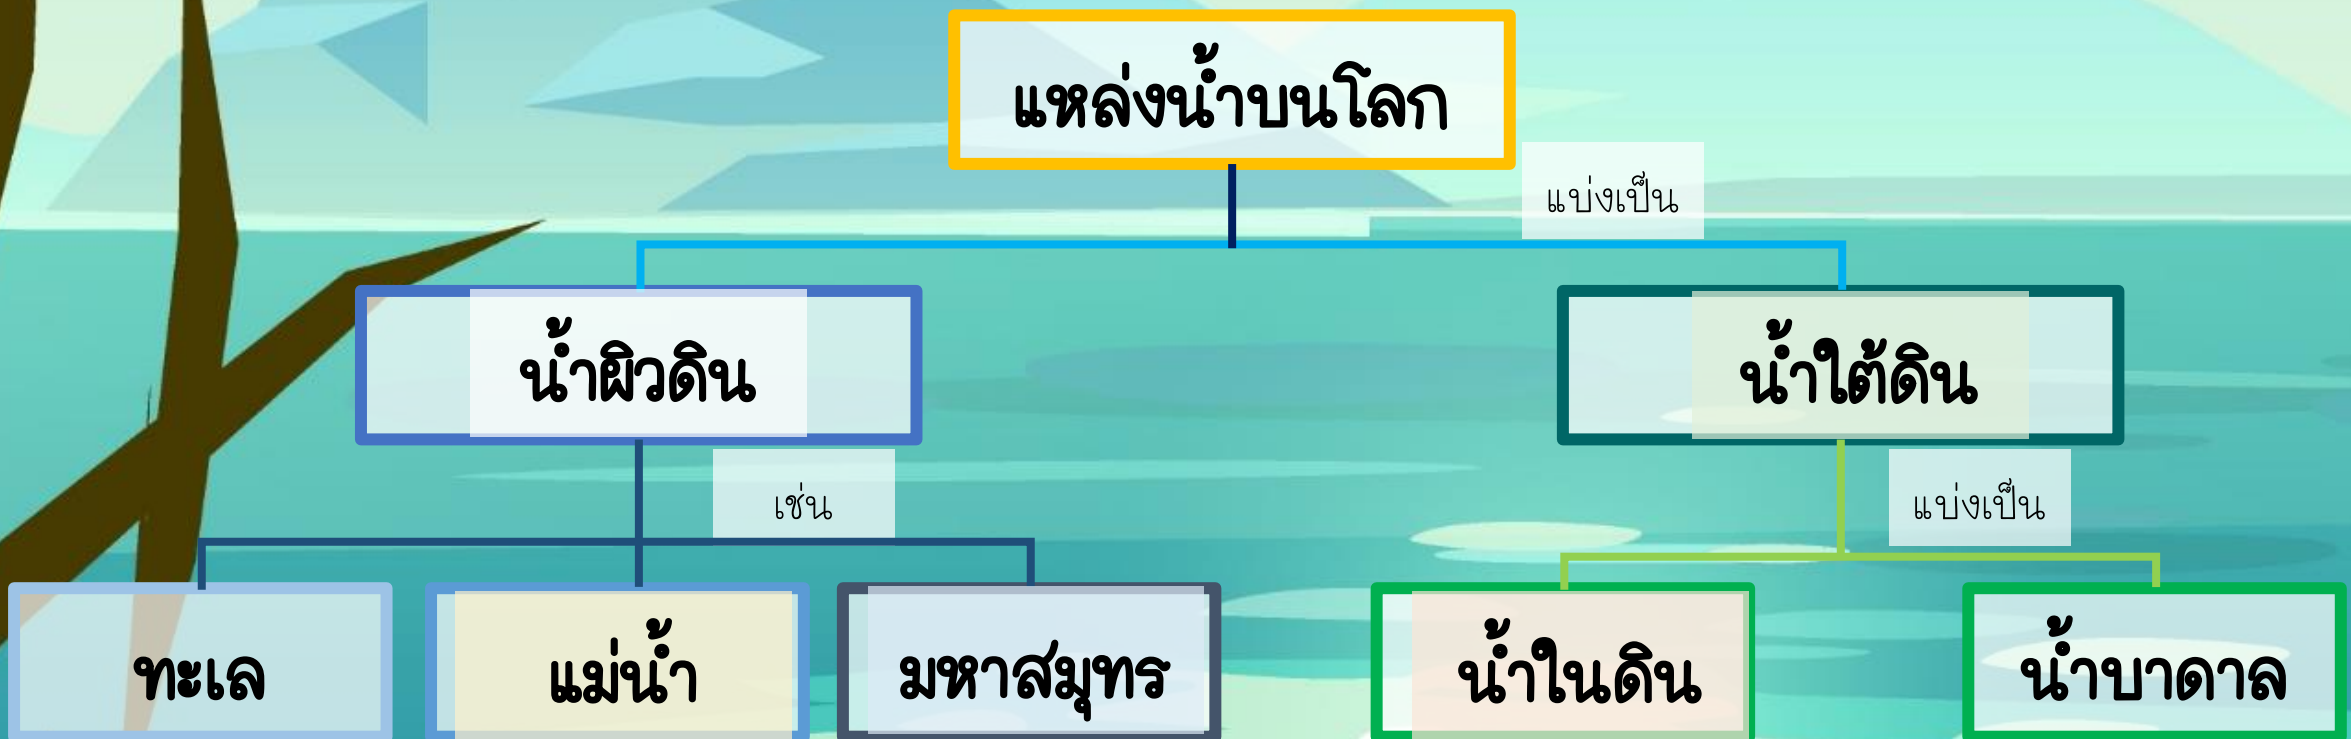 แหล่งน้ำบนโลก
แบ่งเป็น
น้ำผิวดิน
น้ำใต้ดิน
เช่น
แบ่งเป็น
ทะเล
แม่น้ำ
มหาสมุทร
น้ำในดิน
น้ำบาดาล